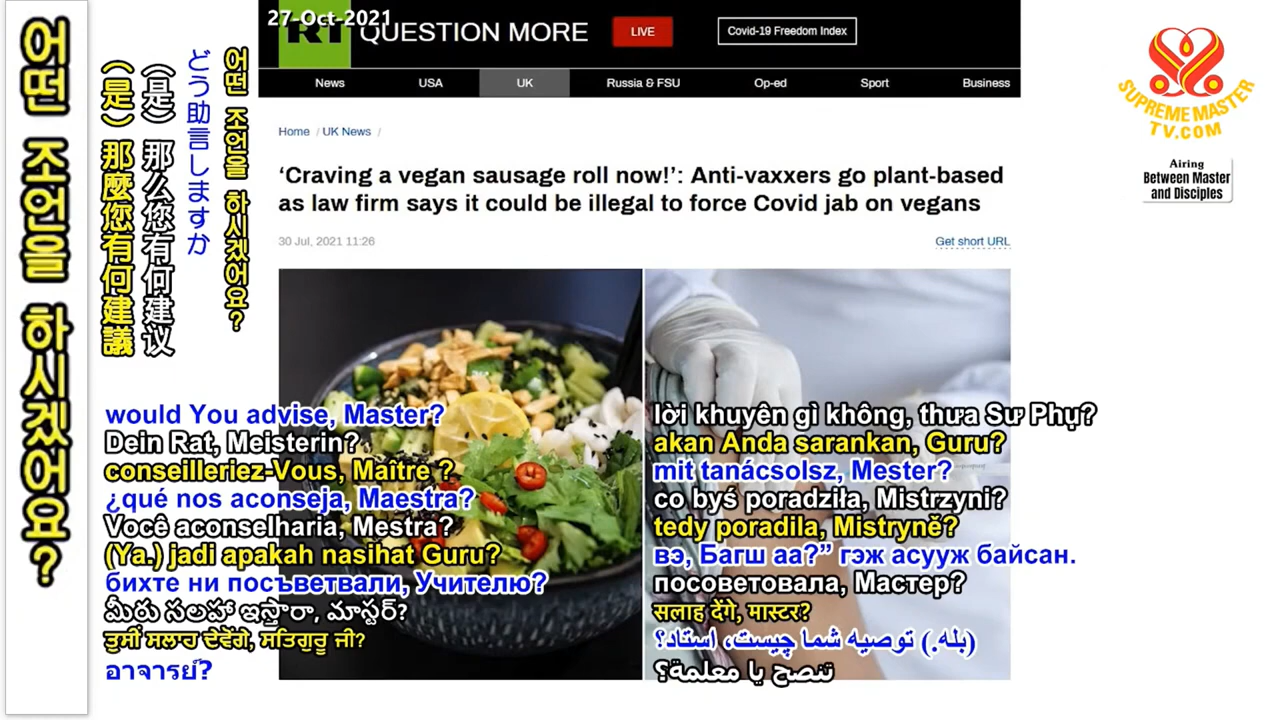 어떤 조언을 하시겠어요?
（是）那麼您有何建議
（是）那么您有何建议
どう助言しますか
어떤 조언을 하시겠어요?
27-Oct-2021
RT QUESTION MORE
LIVE
Covid-19 Freedom Index
News
USA
UK
Russia & FSU
Op-ed
Sport
Business
Home / UK News /
‘Craving a vegan sausage roll now!’: Anti-vaxxers go plant-based
as law firm says it could be illegal to force Covid jab on vegans
30 Jul, 2021 11:26
Get short URL
would You advise, Master?
Dein Rat, Meisterin?
conseilleriez-Vous, Maître ?
¿qué nos aconseja, Maestra?
Você aconselharia, Mestra?
(Ya.) jadi apakah nasihat Guru?
бихте ни посъветвали, Учителю?
మీరు సలహా ఇస్తారా, మాస్టర్?
ਤੁਸੀਂ ਸਲਾਹ ਦੇਵੋਂਗੇ, ਸਤਿਗੁਰੂ ਜੀ?
อาจารย์?
lời khuyên gì không, thưa Sư Phụ?
akan Anda sarankan, Guru?
mit tanácsolsz, Mester?
co byś poradziła, Mistrzyni?
tedy poradila, Mistryně?
вэ, Багш аа?” гэж асууж байсан.
посоветовала, Мастер?
सलाह देंगे, मास्टर?
(بله.) توصیه شما چیست، استاد؟
تنصح يا معلمة؟
SUPREME MASTER
TV.COM
Airing
Between Master
and Disciples